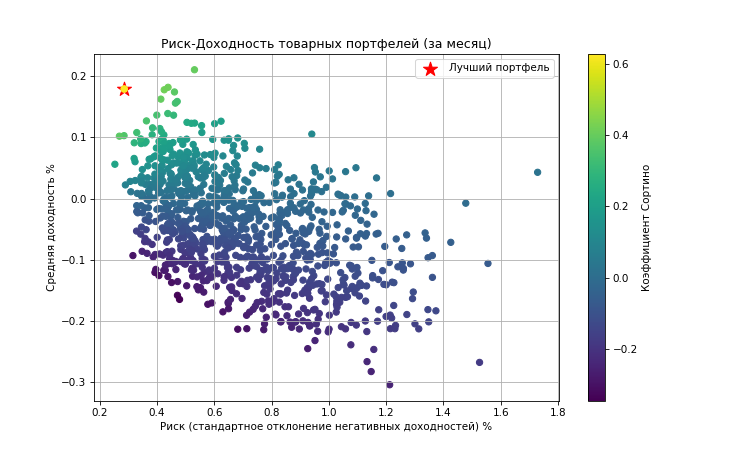 Риск-Доходность товарных портфелей (за месяц)
Лучший портфель
Средняя доходность %
0.2
0.1
0.0
−0.1
−0.2
−0.3
0.2 0.4 0.6 0.8 1.0 1.2 1.4 1.6 1.8
Риск (стандартное отклонение негативных доходностей) %
0.6
0.4
0.2
0.0
−0.2
Коэффициент Сортино